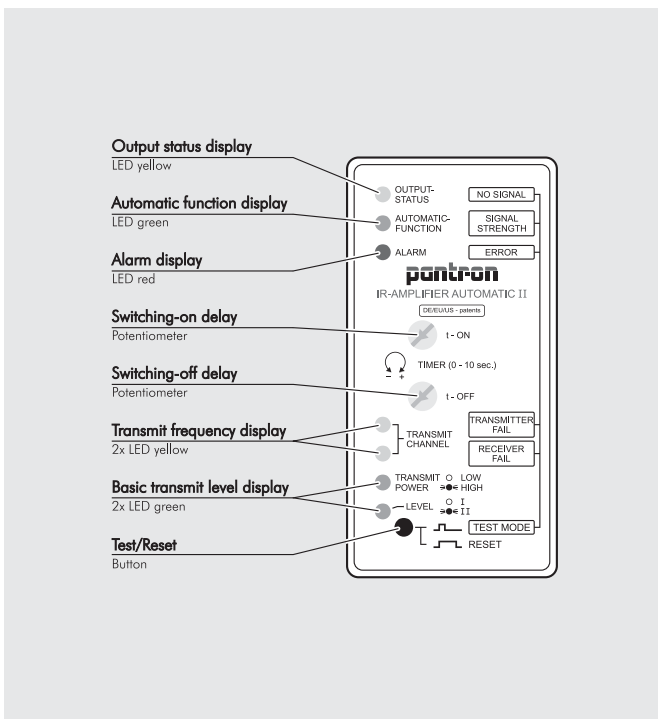 Output status display
LED yellow
Automatic function display
LED green
Alarm display
LED red
Switching-on delay
Potentiometer
Switching-off delay
Potentiometer
Transmit frequency display
2x LED yellow
Basic transmit level display
2x LED green
Test/Reset
Button
OUTPUT-
STATUS
NO SIGNAL
AUTOMATIC-
FUNCTION
SIGNAL
STRENGTH
ALARM
ERROR
pantron
IR-AMPLIFIER AUTOMATIC II
DE/EU/US - patents
t - ON
- +
TIMER (0 - 10 sec.)
t - OFF
TRANSMIT
CHANNEL
TRANSMITTER
FAIL
RECEIVER
FAIL
TRANSMIT
POWER
LOW
HIGH
LEVEL
I
II
TEST MODE
RESET